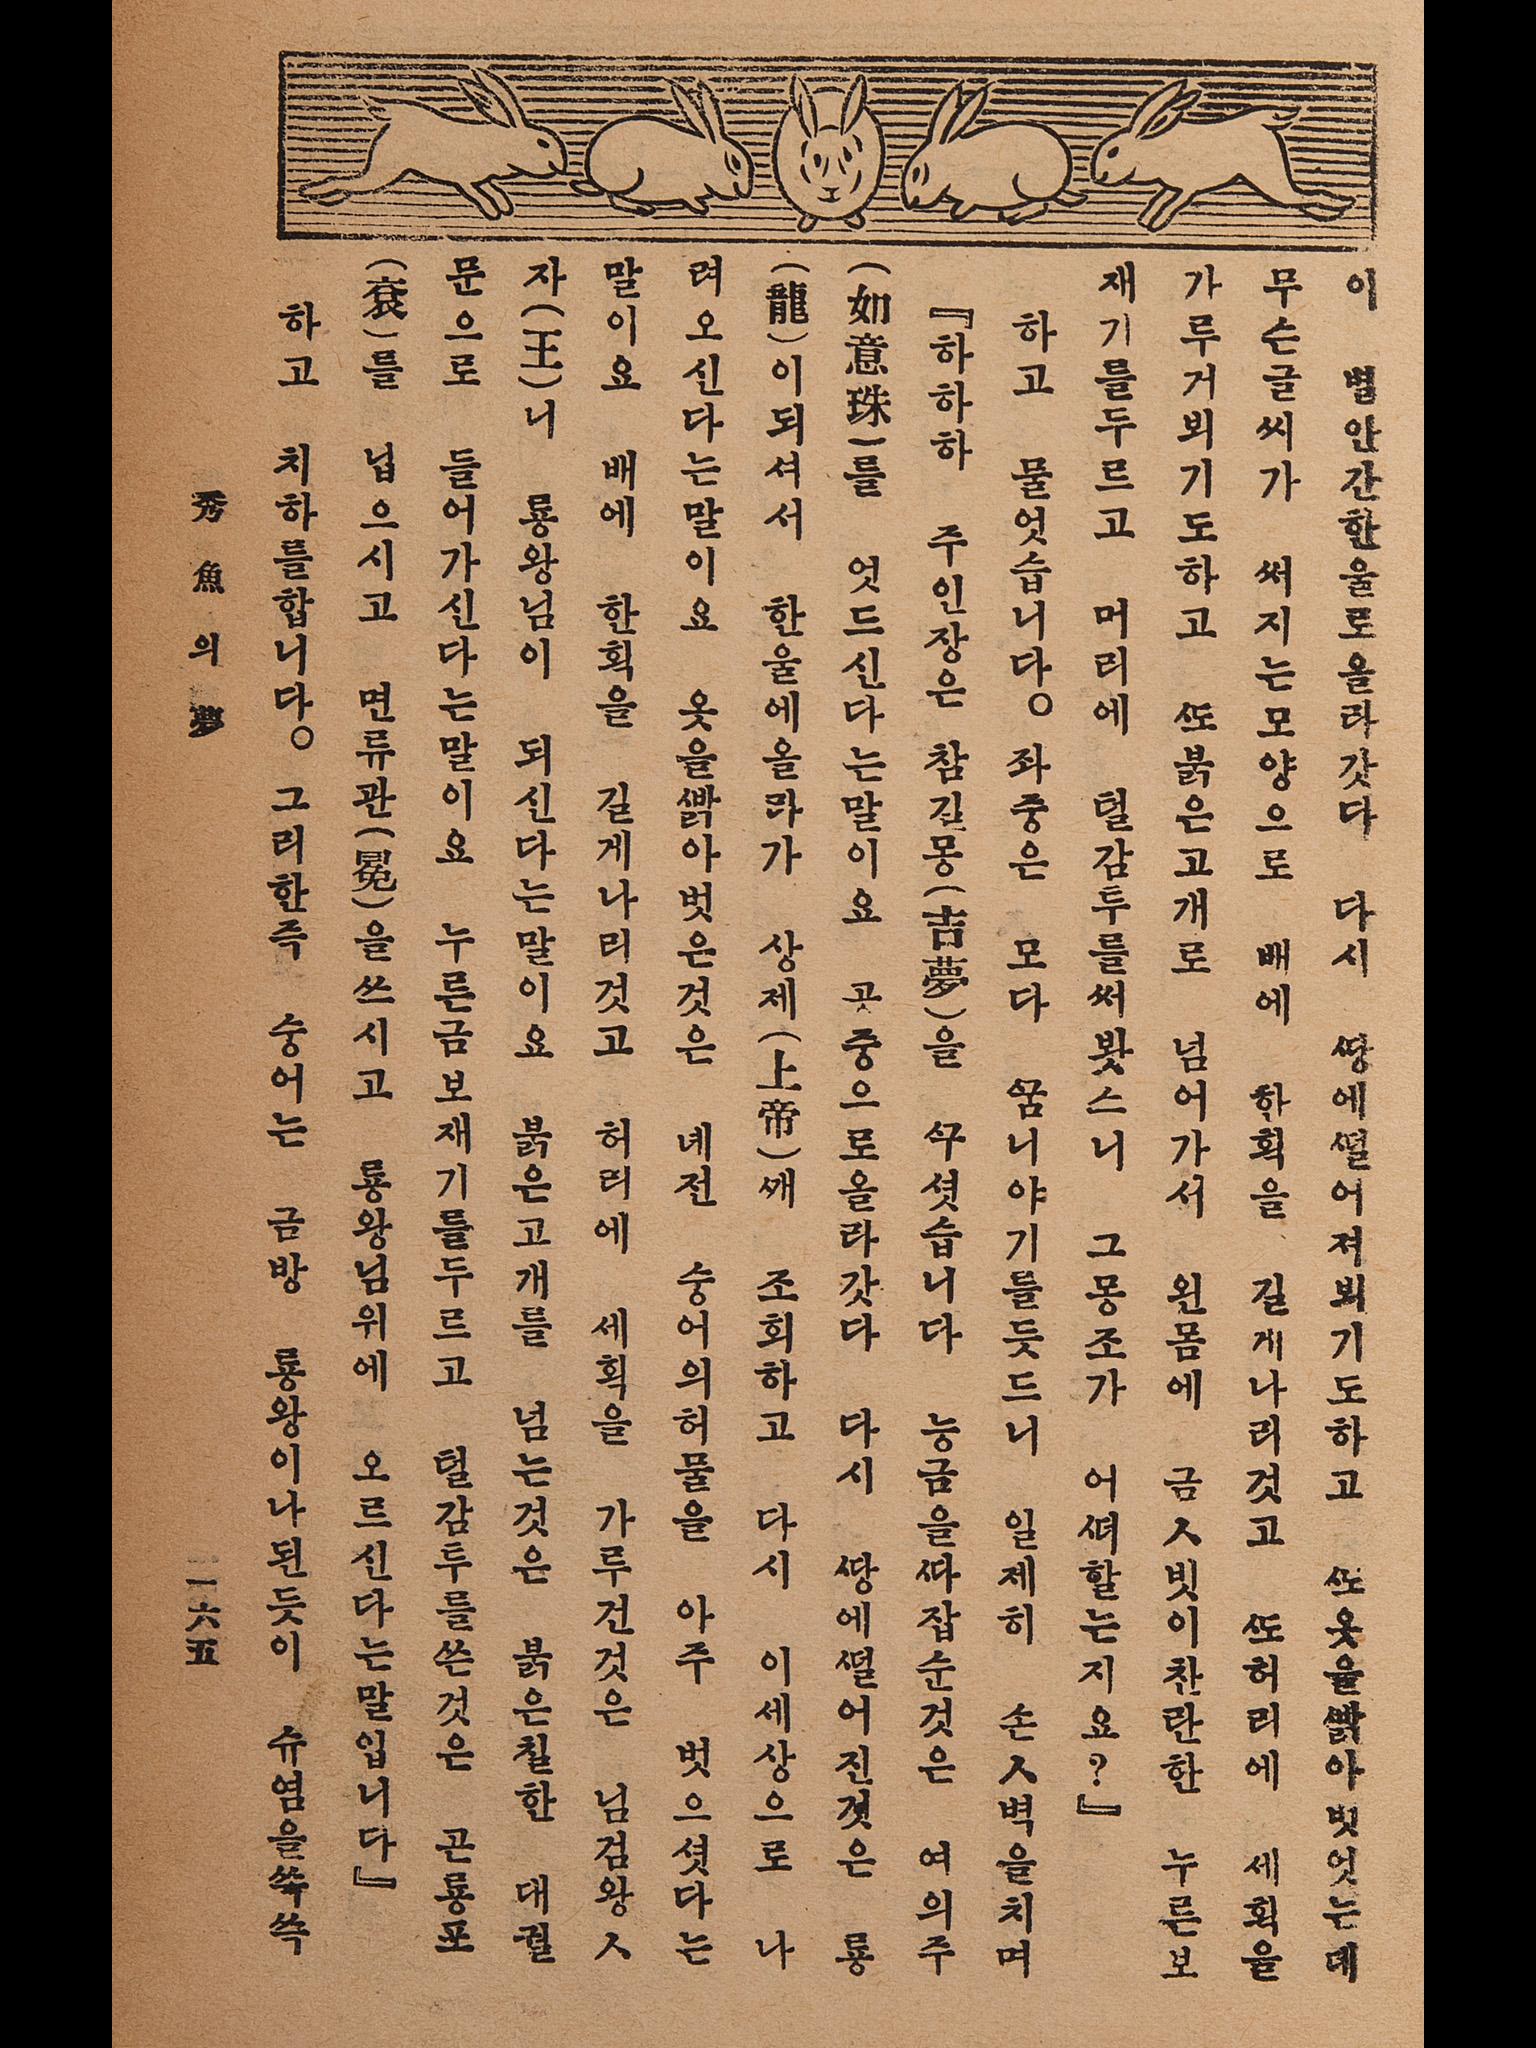 이 별안간한울로올라갓다 다시 ᄯᅡᆼ에ᄯᅥᆯ어저뵈기도하고 ᄯᅩ옷을ᄲᅡᆰ아벗엇는데
무슨글씨가 써지는모양으로 배에 한획을 길게나리것고 ᄯᅩ허리에 세획을
가루거뵈기도하고 ᄯᅩ붉은고개로 넘어가서 왼몸에 금ㅅ빗이찬란한 누른보
재기를두르고 머리에 털감투를써봣스니 그몽조가 어ᄯᅥ할는지요?』
하고 물엇습니다。 좌중은 모다 ᄭᅮᆷ니야기를듯드니 일제히 손ㅅ벽을치며
『하하하 주인장은 참길몽(吉夢)을 ᄭᅮ셧습니다 능금을ᄯᅡ잡순것은 여의주
(如意珠)를 엇드신다는말이요 공중으로올라갓다 다시 ᄯᅡᆼ에ᄯᅥᆯ어진것은 룡
(龍)이되셔서 한울에올라가 상제(上帝)ᄭᅦ 조회하고 다시 이세상으로 나
려오신다는말이요 옷을ᄲᅡᆰ아벗은것은 녜전 숭어의허물을 아주 벗으셧다는
말이요 배에 한획을 길게나리것고 허리에 세획을 가루건것은 님검왕ㅅ
자(王)니 룡왕님이 되신다는말이요 붉은고개를 넘는것은 붉은칠한 대궐
문으로 들어가신다는말이요 누른금보재기를두르고 털감투를쓴것은 곤룡포
(袞)를 닙으시고 면류관(冕)을쓰시고 룡왕님위에 오르신다는말입니다』
하고 치하를합니다。 그리한즉 숭어는 금방 룡왕이나된듯이 슈염을쓱쓱
秀魚의夢
一六五